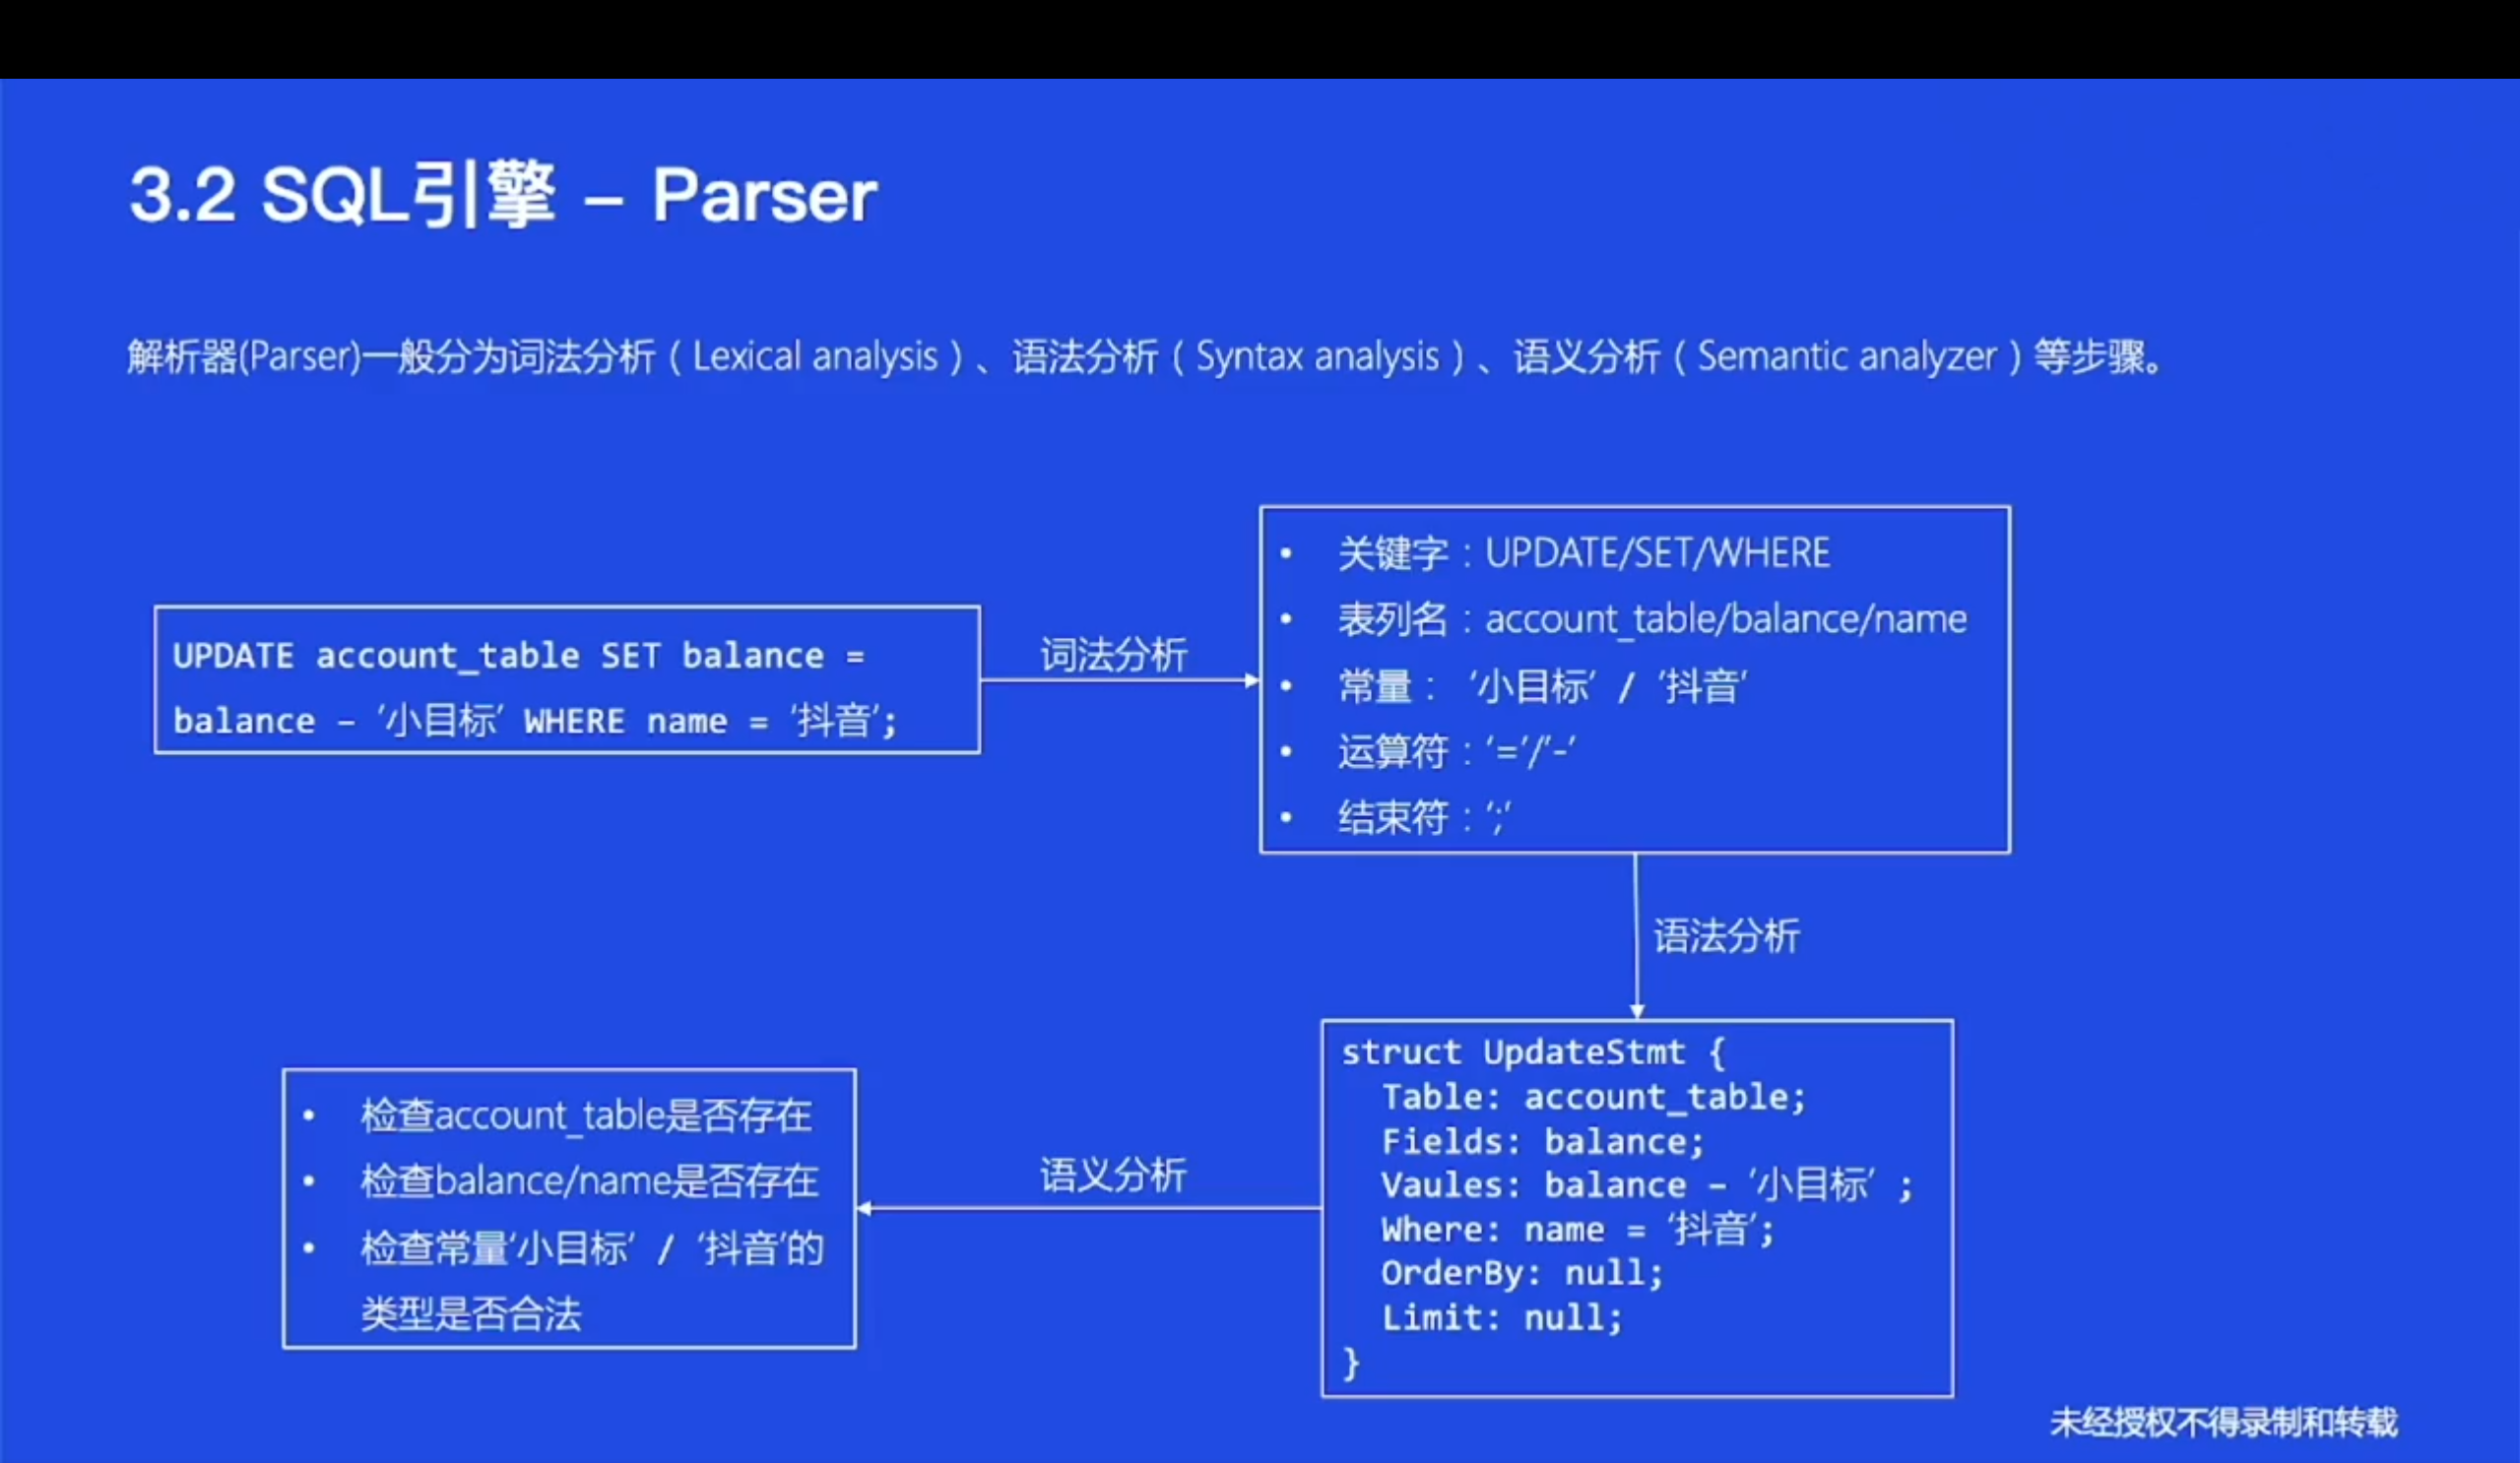 3.2 SQL引擎 – Parser
解析器(Parser)一般分为词法分析（Lexical analysis）、语法分析（Syntax analysis）、语义分析（Semantic analyzer）等步骤。
UPDATE account_table SET balance =
balance – ‘小目标’ WHERE name = ‘抖音’;
词法分析
• 关键字：UPDATE/SET/WHERE
• 表列名：account_table/balance/name
• 常量： ‘小目标’ / ‘抖音’
• 运算符：‘=’/‘-’
• 结束符：‘;’
语法分析
struct UpdateStmt {
Table: account_table;
Fields: balance;
Vaules: balance – ‘小目标’ ;
Where: name = ‘抖音’;
OrderBy: null;
Limit: null;
}
语义分析
• 检查account_table是否存在
• 检查balance/name是否存在
• 检查常量‘小目标’ / ‘抖音’的
类型是否合法
未经授权不得录制和转载